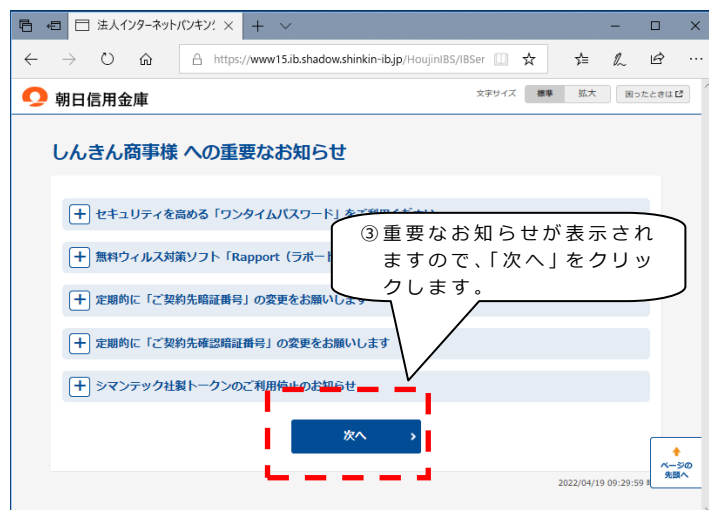 法人インターネットバンキング
https://www15.ib.shadow.shinkin-ib.jp/HoujinIBS/IBSer
朝日信用金庫
文字サイズ 標準 拡大 困ったときは
しんきん商事様 への重要なお知らせ
セキュリティを高める「ワンタイムパスワード」を
無料ウィルス対策ソフト「Rapport（ラポート
定期的に「ご契約先暗証番号」の変更をお願いします
定期的に「ご契約先確認暗証番号」の変更をお願いします
シマンテック社製トークンのご利用停止のお知らせ
③重要なお知らせが表示され
ますので、「次へ」をクリッ
クします。
次へ
ページの
先頭へ
2022/04/19 09:29:59